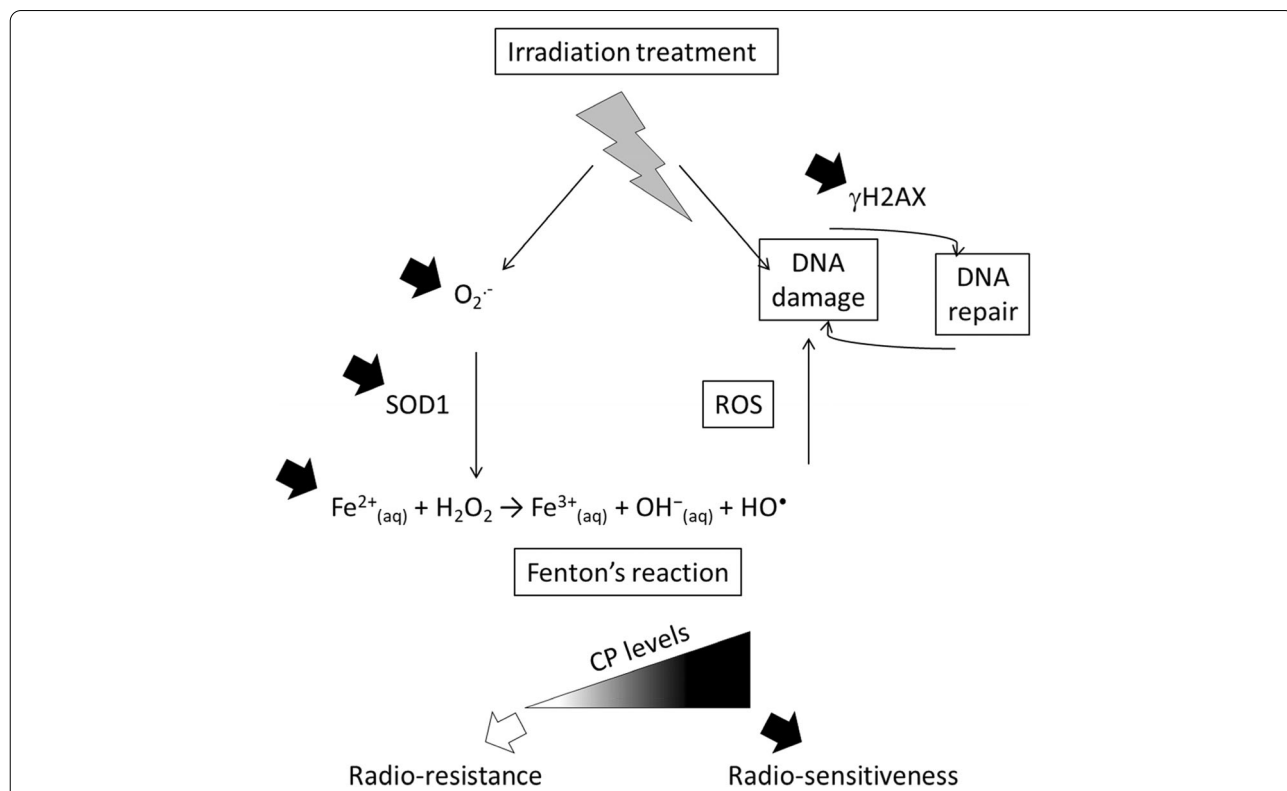 Irradiation treatment
γH2AX
DNA
damage
DNA
repair
O₂·-
SOD1
ROS
Fe²⁺(aq) + H₂O₂ → Fe³⁺(aq) + OH⁻(aq) + HO•
Fenton’s reaction
CP levels
Radio-resistance
Radio-sensitiveness